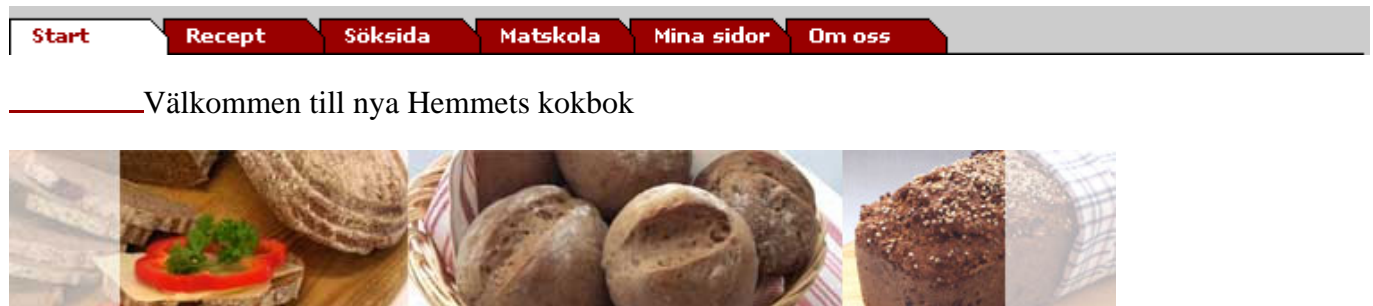 Start Recept Söksida Matskola Mina sidor Om oss
Välkommen till nya Hemmets kokbok